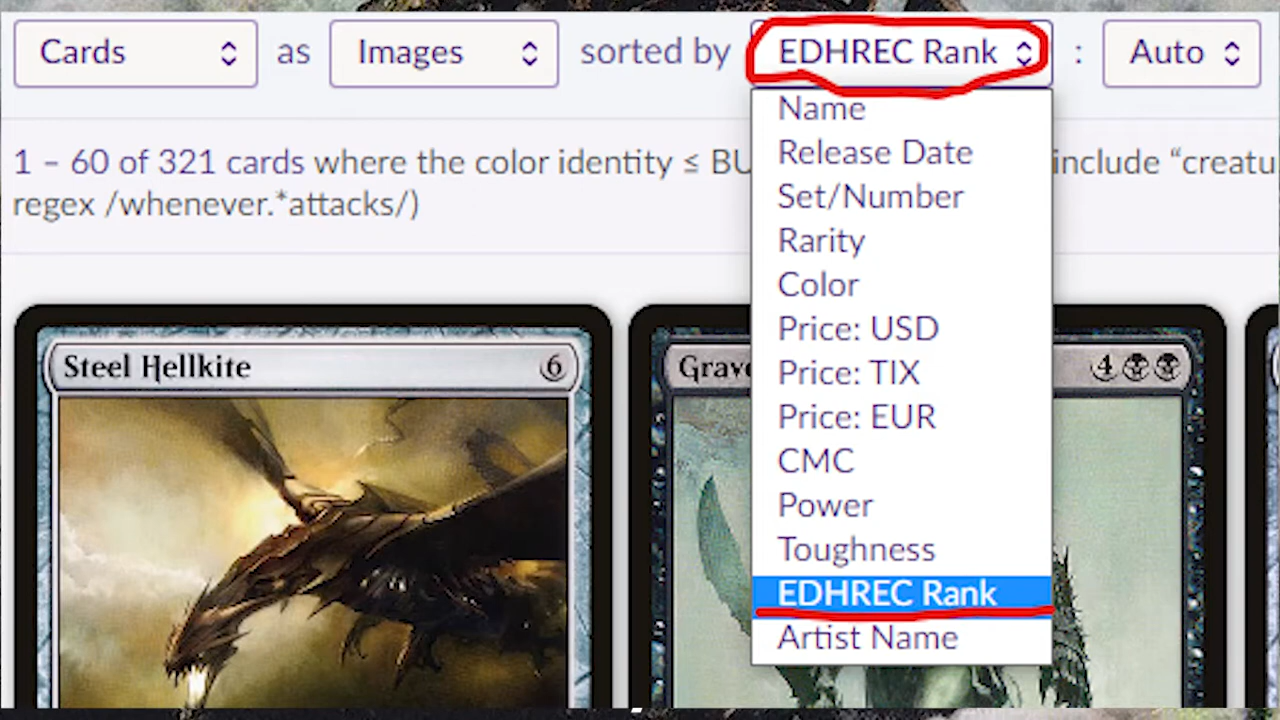 Cards as Images sorted by EDHREC Rank : Auto
Name
Release Date
Set/Number
Rarity
Color
Price: USD
Price: TIX
Price: EUR
CMC
Power
Toughness
EDHREC Rank
Artist Name
1 – 60 of 321 cards where the color identity ≤ BU include “creatu
regex /whenever.*attacks/)
Steel Hellkite 6
Grave 4